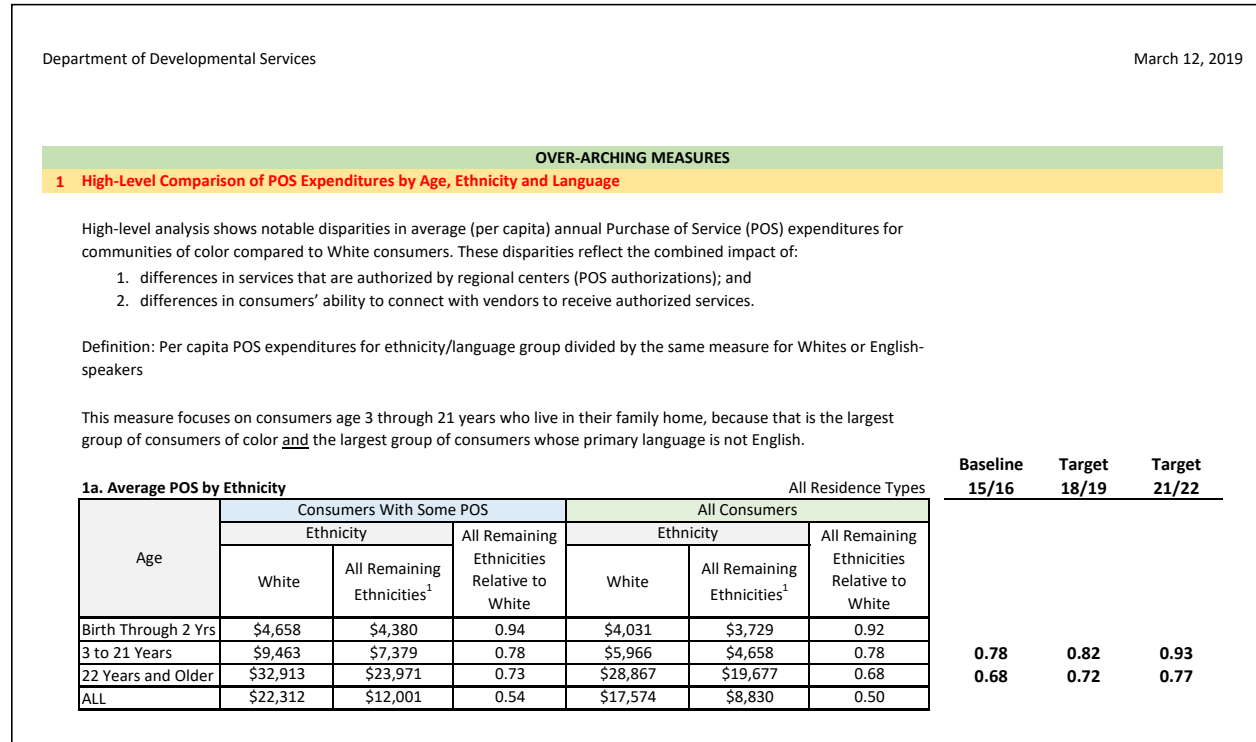 Department of Developmental Services March 12, 2019
OVER-ARCHING MEASURES
1 High-Level Comparison of POS Expenditures by Age, Ethnicity and Language
High-level analysis shows notable disparities in average (per capita) annual Purchase of Service (POS) expenditures for
communities of color compared to White consumers. These disparities reflect the combined impact of:
1. differences in services that are authorized by regional centers (POS authorizations); and
2. differences in consumers' ability to connect with vendors to receive authorized services.
Definition: Per capita POS expenditures for ethnicity/language group divided by the same measure for Whites or English-
speakers
This measure focuses on consumers age 3 through 21 years who live in their family home, because that is the largest
group of consumers of color and the largest group of consumers whose primary language is not English.
Baseline Target Target
1a. Average POS by Ethnicity All Residence Types 15/16 18/19 21/22
Consumers With Some POS All Consumers
Age
Ethnicity
White
All Remaining
Ethnicities1
All Remaining
Ethnicities
Relative to
White
Ethnicity
White
All Remaining
Ethnicities1
All Remaining
Ethnicities
Relative to
White
Birth Through 2 Yrs $4,658 $4,380 0.94 $4,031 $3,729 0.92
3 to 21 Years $9,463 $7,379 0.78 $5,966 $4,658 0.78 0.78 0.82 0.93
22 Years and Older $32,913 $23,971 0.73 $28,867 $19,677 0.68 0.68 0.72 0.77
ALL $22,312 $12,001 0.54 $17,574 $8,830 0.50